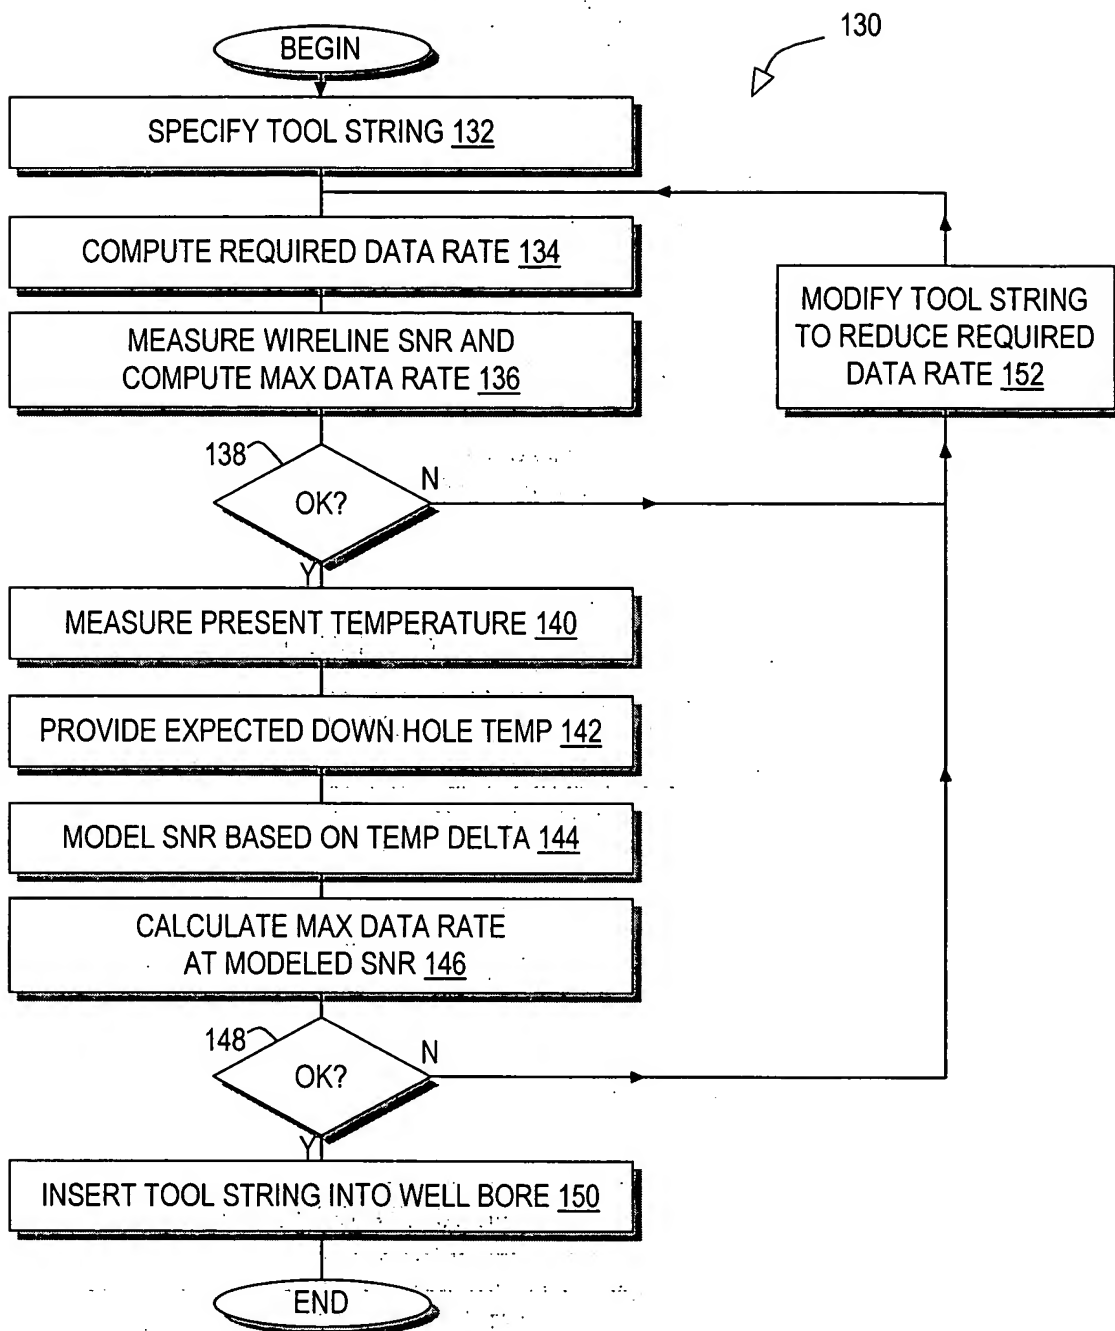 130
BEGIN
SPECIFY TOOL STRING 132
COMPUTE REQUIRED DATA RATE 134
MEASURE WIRELINE SNR AND
COMPUTE MAX DATA RATE 136
MODIFY TOOL STRING
TO REDUCE REQUIRED
DATA RATE 152
138
OK?
N
Y
MEASURE PRESENT TEMPERATURE 140
PROVIDE EXPECTED DOWN HOLE TEMP 142
MODEL SNR BASED ON TEMP DELTA 144
CALCULATE MAX DATA RATE
AT MODELED SNR 146
148
OK?
N
Y
INSERT TOOL STRING INTO WELL BORE 150
END